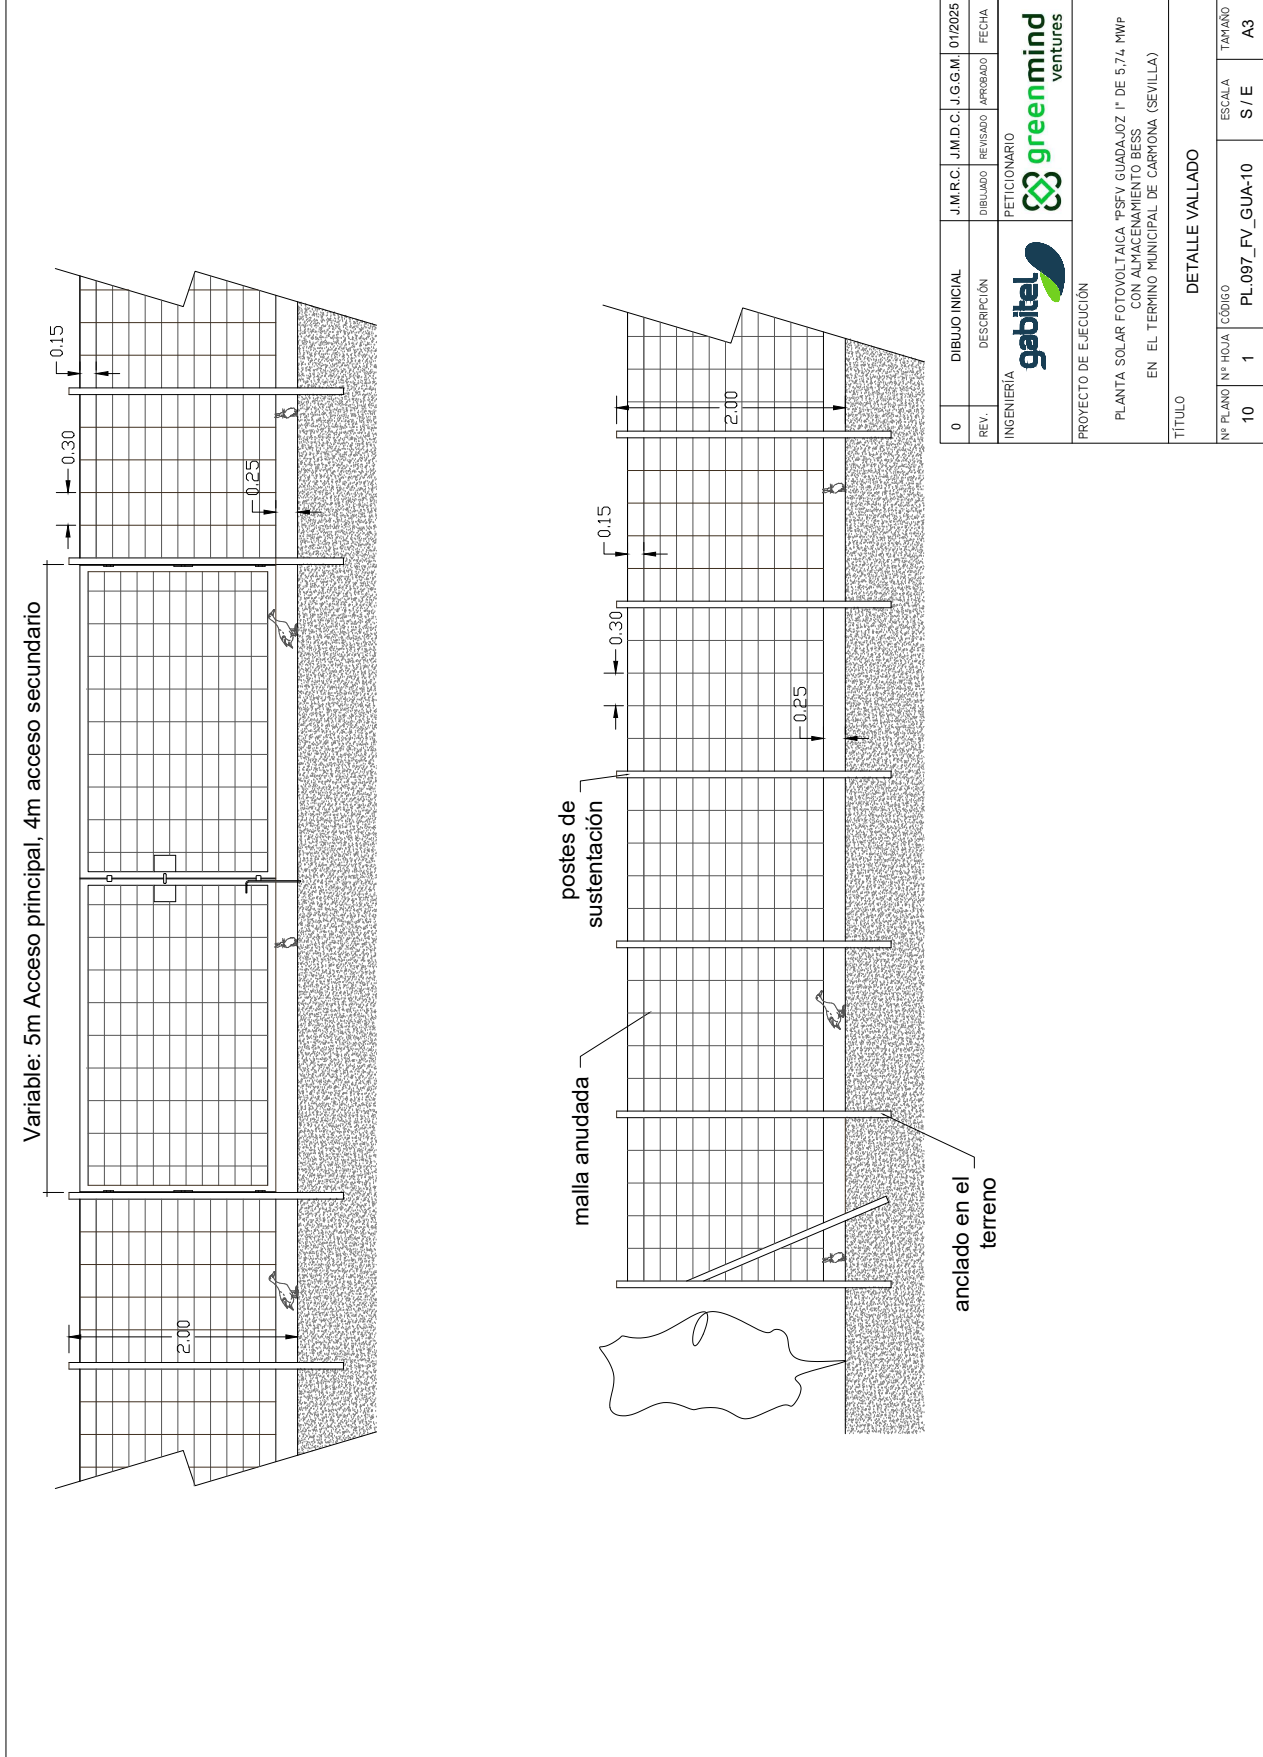 Variable: 5m Acceso principal, 4m acceso secundario
0.15
0.30
0.25
2.00
postes de
sustentación
malla anudada
0.30
0.15
0.25
2.00
anclado en el
terreno
0 DIBUJO INICIAL J.M.R.C. J.M.D.C. J.G.G.M. 01/2025
REV. DESCRIPCIÓN DIBUJADO REVISADO APROBADO FECHA
INGENIERÍA PETICIONARIO
gabitel
greenmind
ventures
PROYECTO DE EJECUCIÓN
PLANTA SOLAR FOTOVOLTAICA "PSFV GUADAJOZ I" DE 5,74 MWP
CON ALMACENAMIENTO BESS
EN EL TERMINO MUNICIPAL DE CARMONA (SEVILLA)
TÍTULO
DETALLE VALLADO
Nº PLANO Nº HOJA CÓDIGO ESCALA TAMAÑO
10 1 PL.097_FV_GUA-10 S / E A3